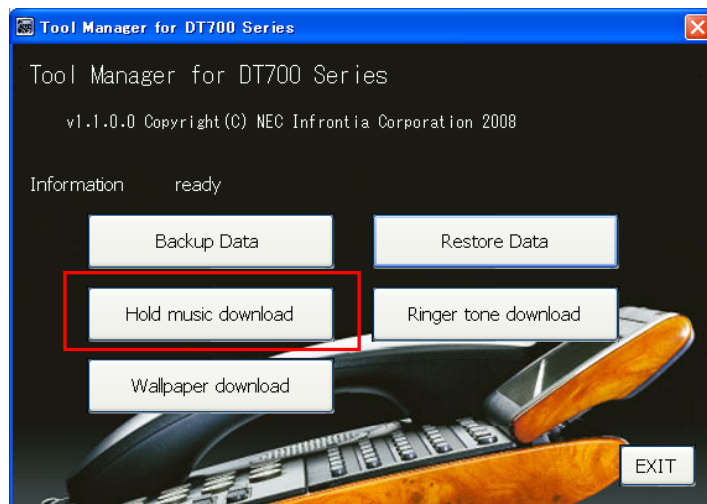 Tool Manager for DT700 Series
Tool Manager for DT700 Series
v1.1.0.0 Copyright(C) NEC Infrontia Corporation 2008
Information ready
Backup Data Restore Data
Hold music download Ringer tone download
Wallpaper download
EXIT